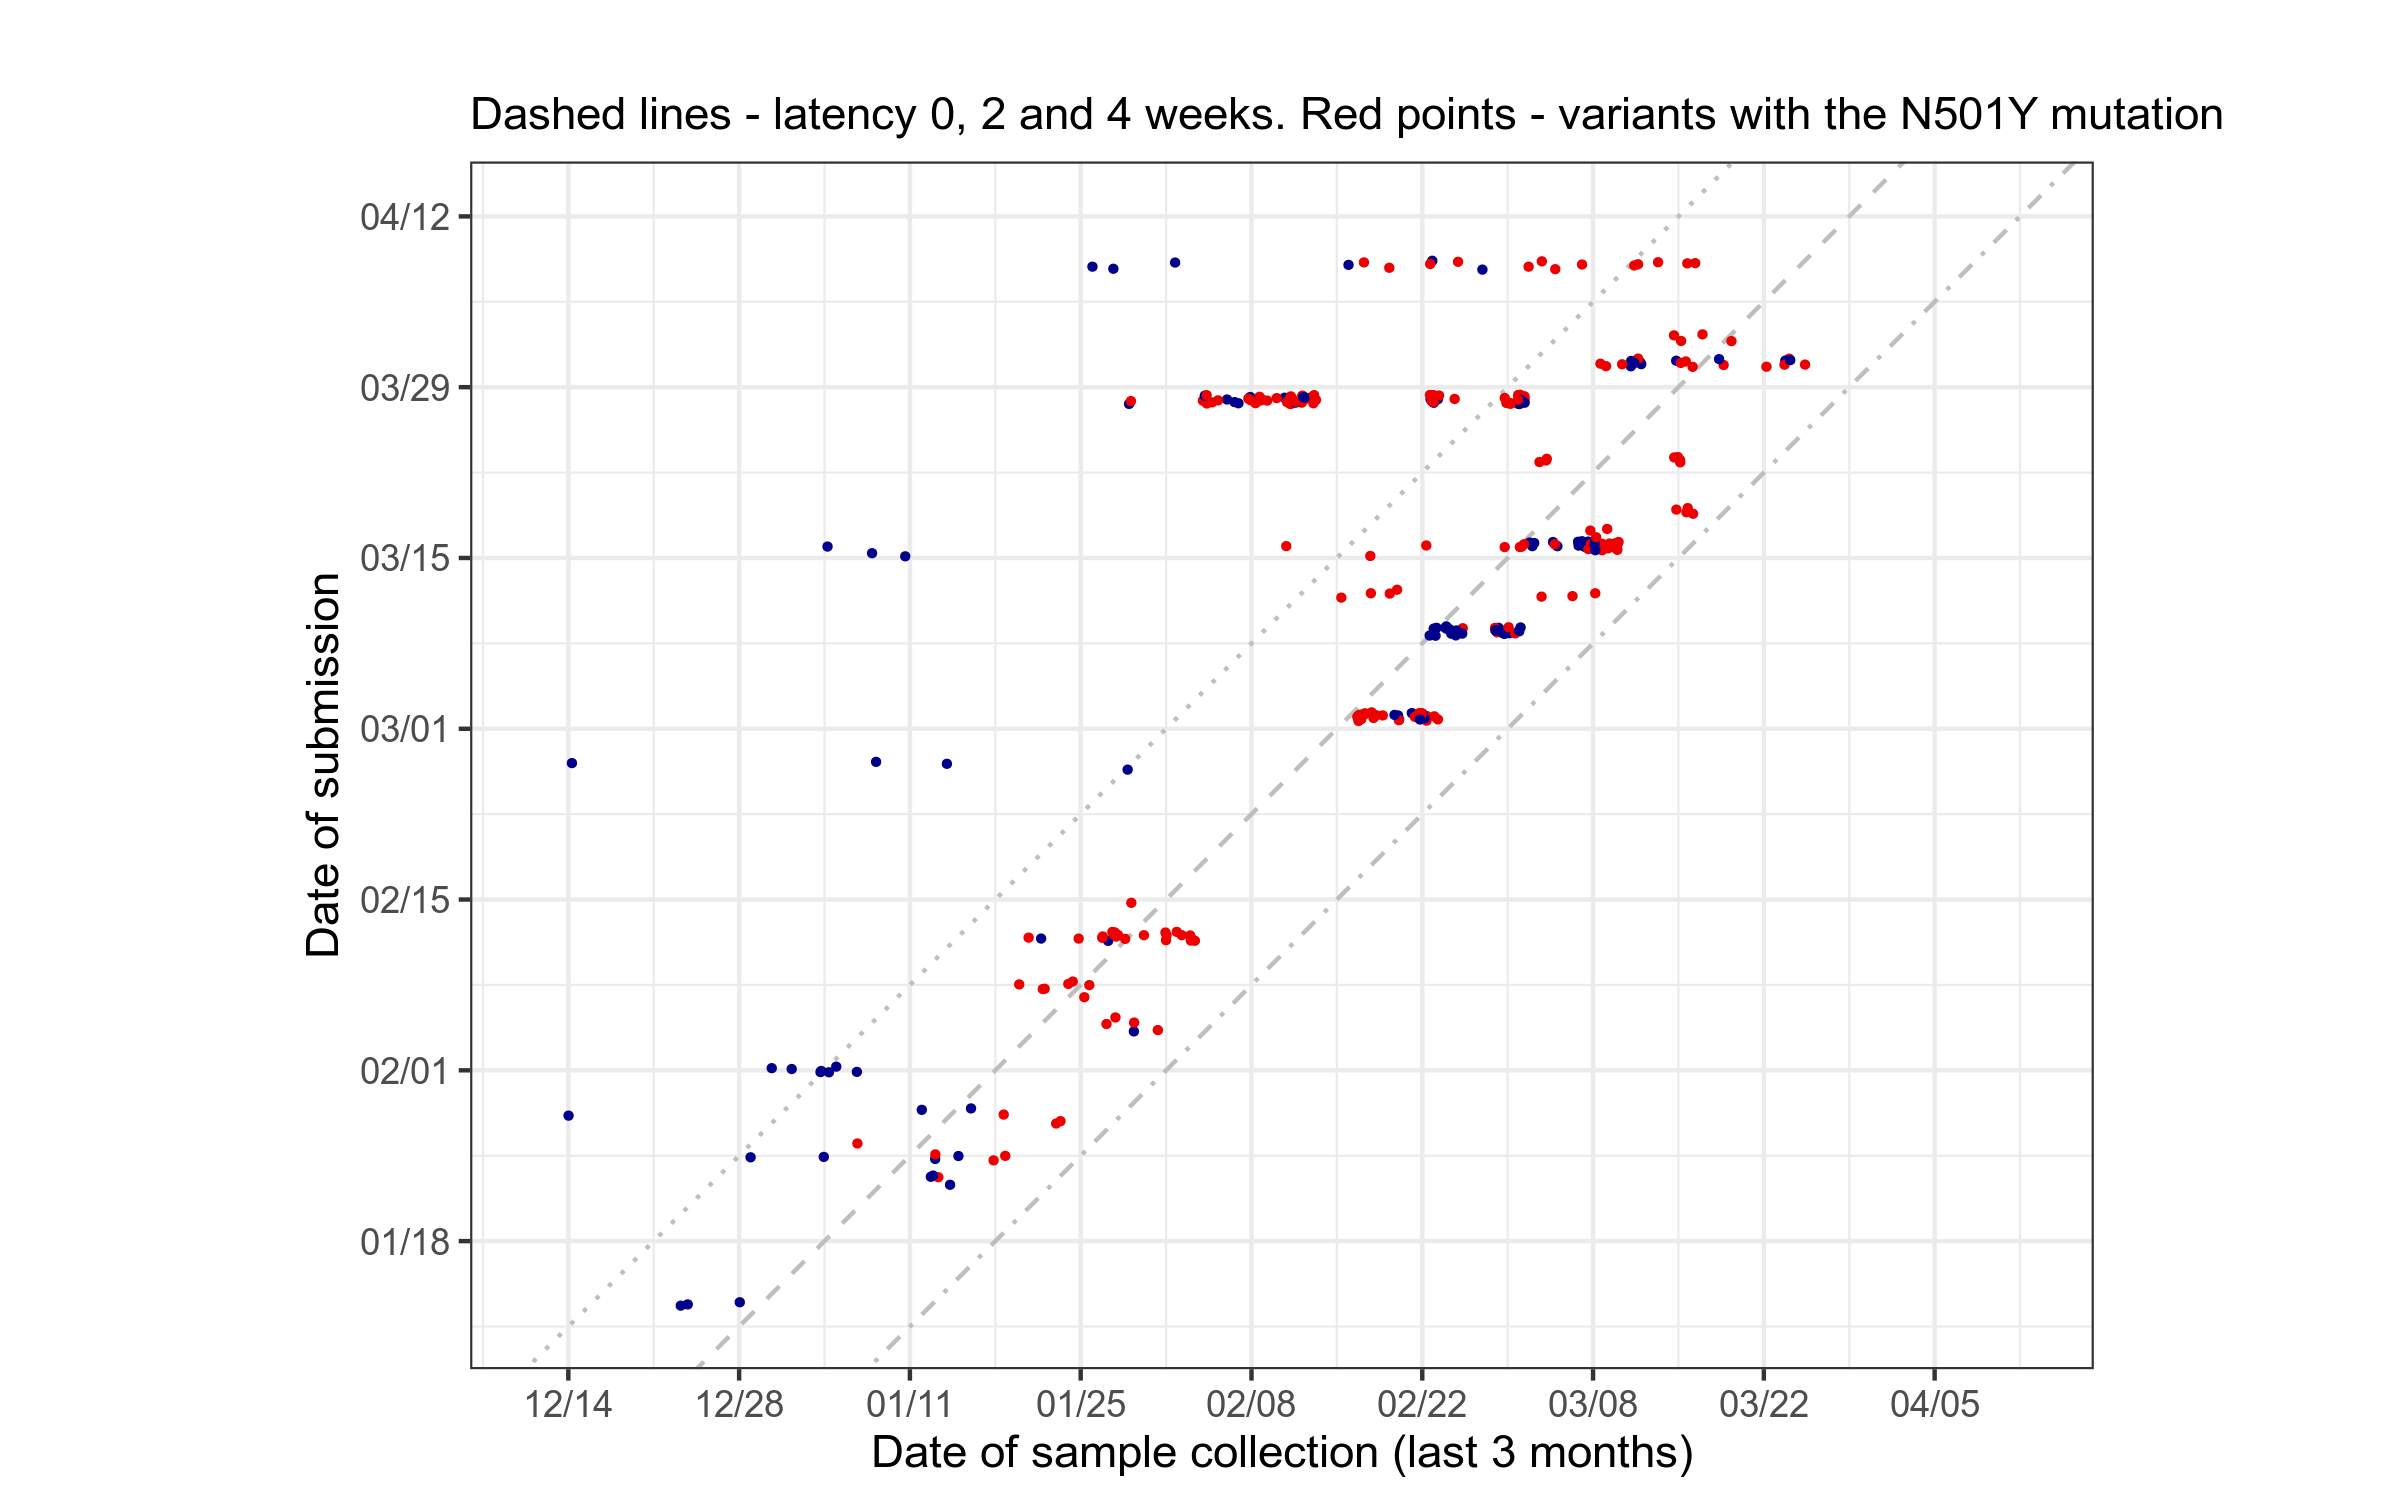 Dashed lines - latency 0, 2 and 4 weeks. Red points - variants with the N501Y mutation
04/12
03/29
03/15
03/01
02/15
02/01
01/18
Date of submission
12/14 12/28 01/11 01/25 02/08 02/22 03/08 03/22 04/05
Date of sample collection (last 3 months)